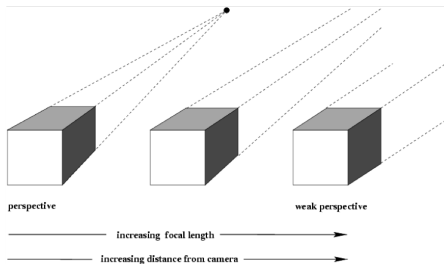 perspective
weak perspective
increasing focal length
increasing distance from camera